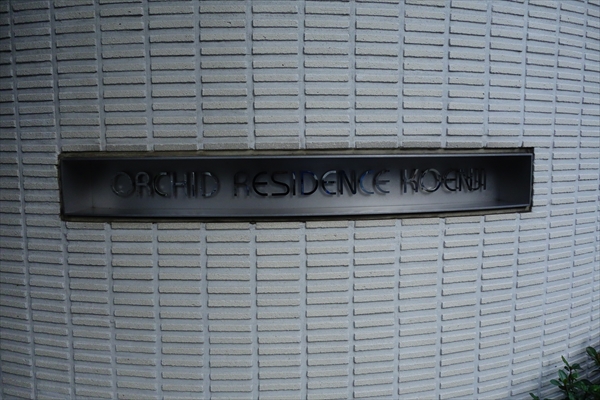 ORCHID RESIDENCE KOENJI